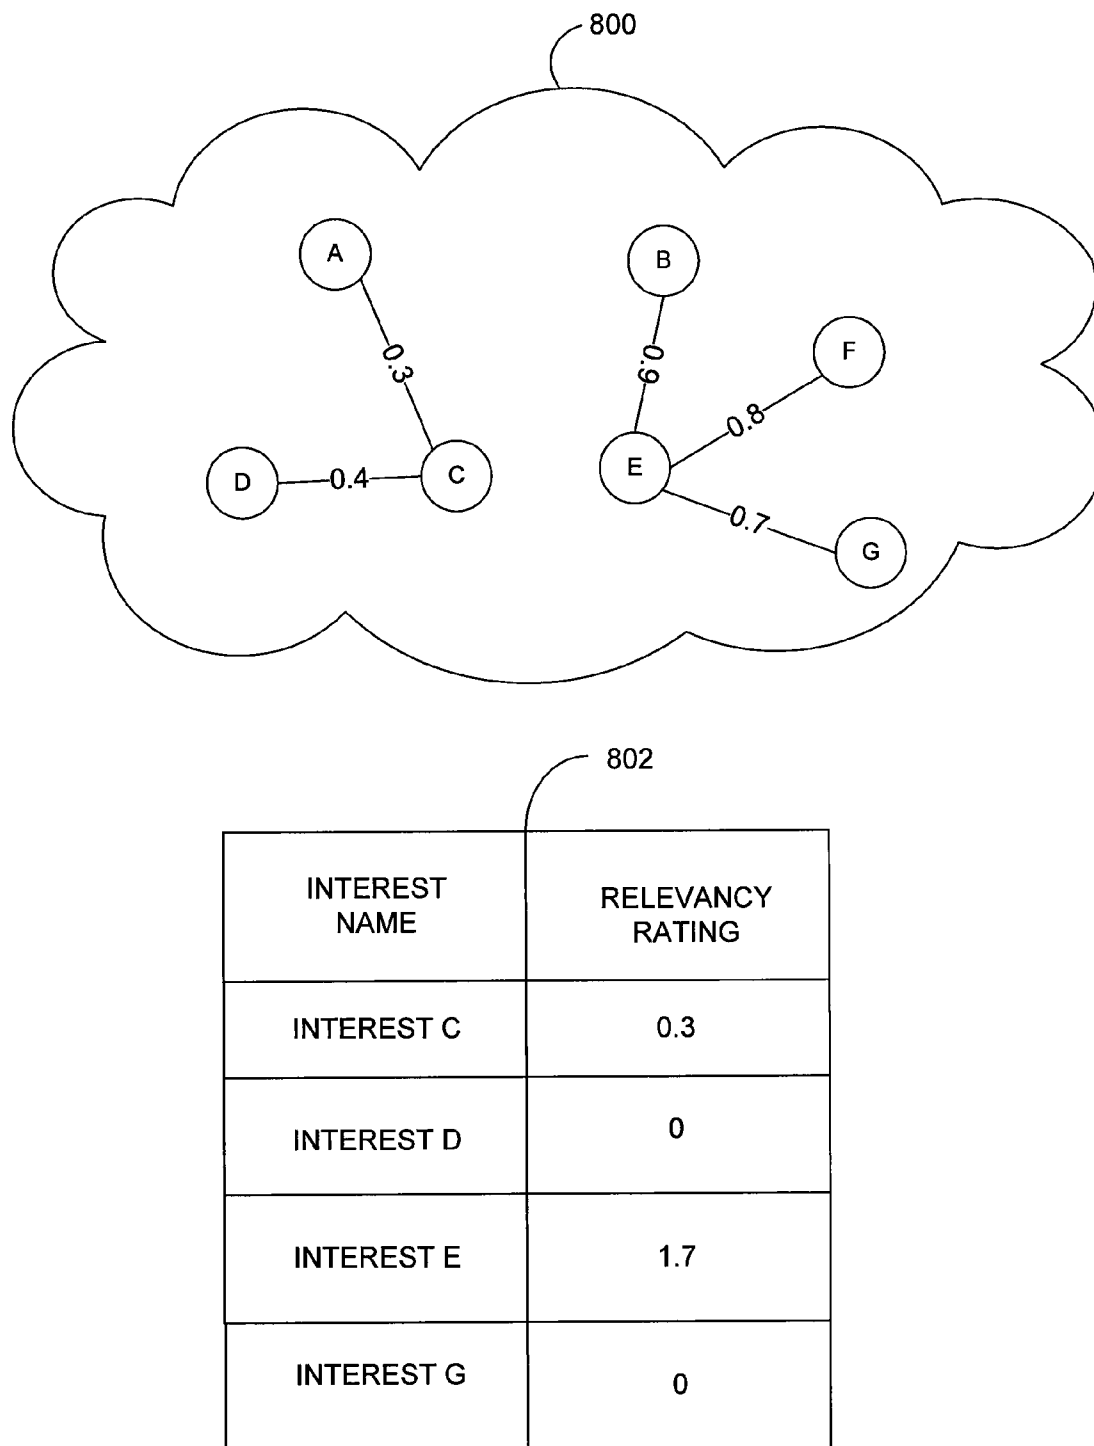 800
A
B
0.3
0.9
F
0.8
D
0.4
C
E
0.7
G
802
INTEREST
NAME
RELEVANCY
RATING
INTEREST C
0.3
INTEREST D
0
INTEREST E
1.7
INTEREST G
0